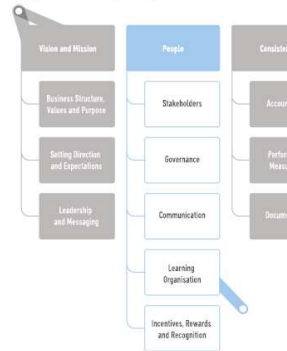 Vision and Mission
Business Structure,
Values and Purpose
Setting Direction
and Expectations
Leadership
and Messaging
People
Stakeholders
Governance
Communication
Learning
Organisation
Incentives, Rewards
and Recognition